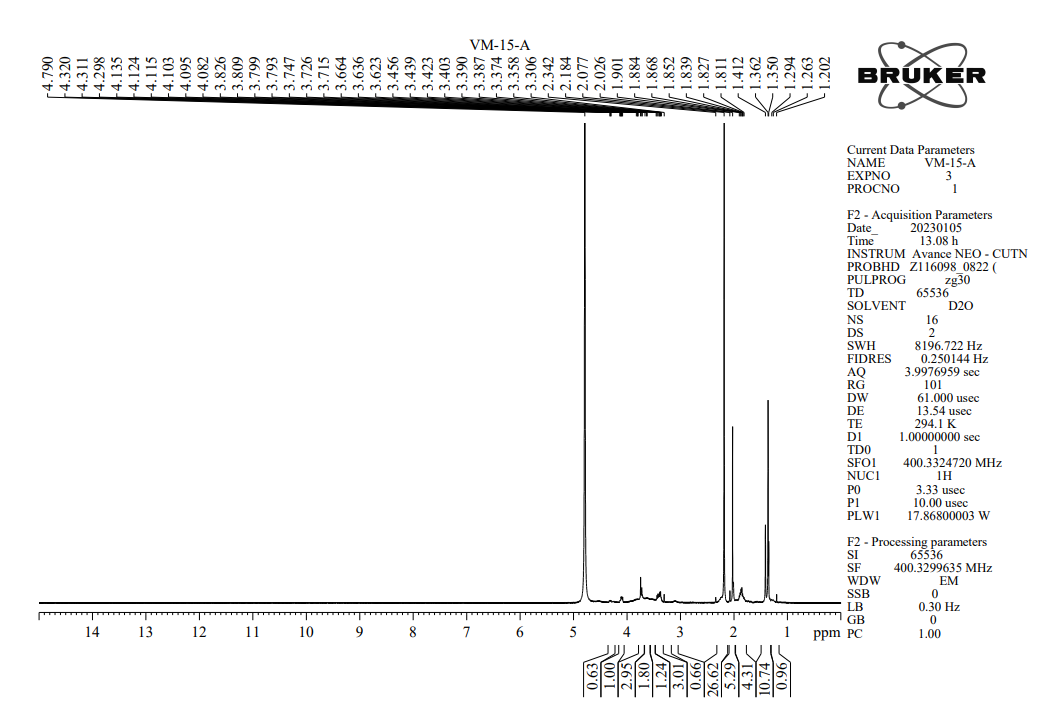 VM-15-A
4.790
4.320
4.311
4.298
4.135
4.124
4.115
4.103
4.095
4.082
3.826
3.809
3.799
3.793
3.747
3.726
3.715
3.664
3.636
3.623
3.456
3.439
3.423
3.403
3.390
3.387
3.374
3.358
3.306
2.342
2.184
2.077
2.026
1.901
1.884
1.868
1.852
1.839
1.827
1.811
1.412
1.362
1.350
1.294
1.263
1.202
BRUKER
Current Data Parameters
NAME VM-15-A
EXPNO 3
PROCNO 1
F2 - Acquisition Parameters
Date_ 20230105
Time 13.08 h
INSTRUM Avance NEO - CUTN
PROBHD Z116098_0822 (
PULPROG zg30
TD 65536
SOLVENT D2O
NS 16
DS 2
SWH 8196.722 Hz
FIDRES 0.250144 Hz
AQ 3.9976959 sec
RG 101
DW 61.000 usec
DE 13.54 usec
TE 294.1 K
D1 1.00000000 sec
TD0 1
SFO1 400.3324720 MHz
NUC1 1H
P0 3.33 usec
P1 10.00 usec
PLW1 17.86800003 W
F2 - Processing parameters
SI 65536
SF 400.3299635 MHz
WDW EM
SSB 0
LB 0.30 Hz
GB 0
PC 1.00
14 13 12 11 10 9 8 7 6 5 4 3 2 1 ppm
0.63
1.00
2.95
1.80
1.24
3.01
0.66
26.62
5.29
4.31
10.74
0.96